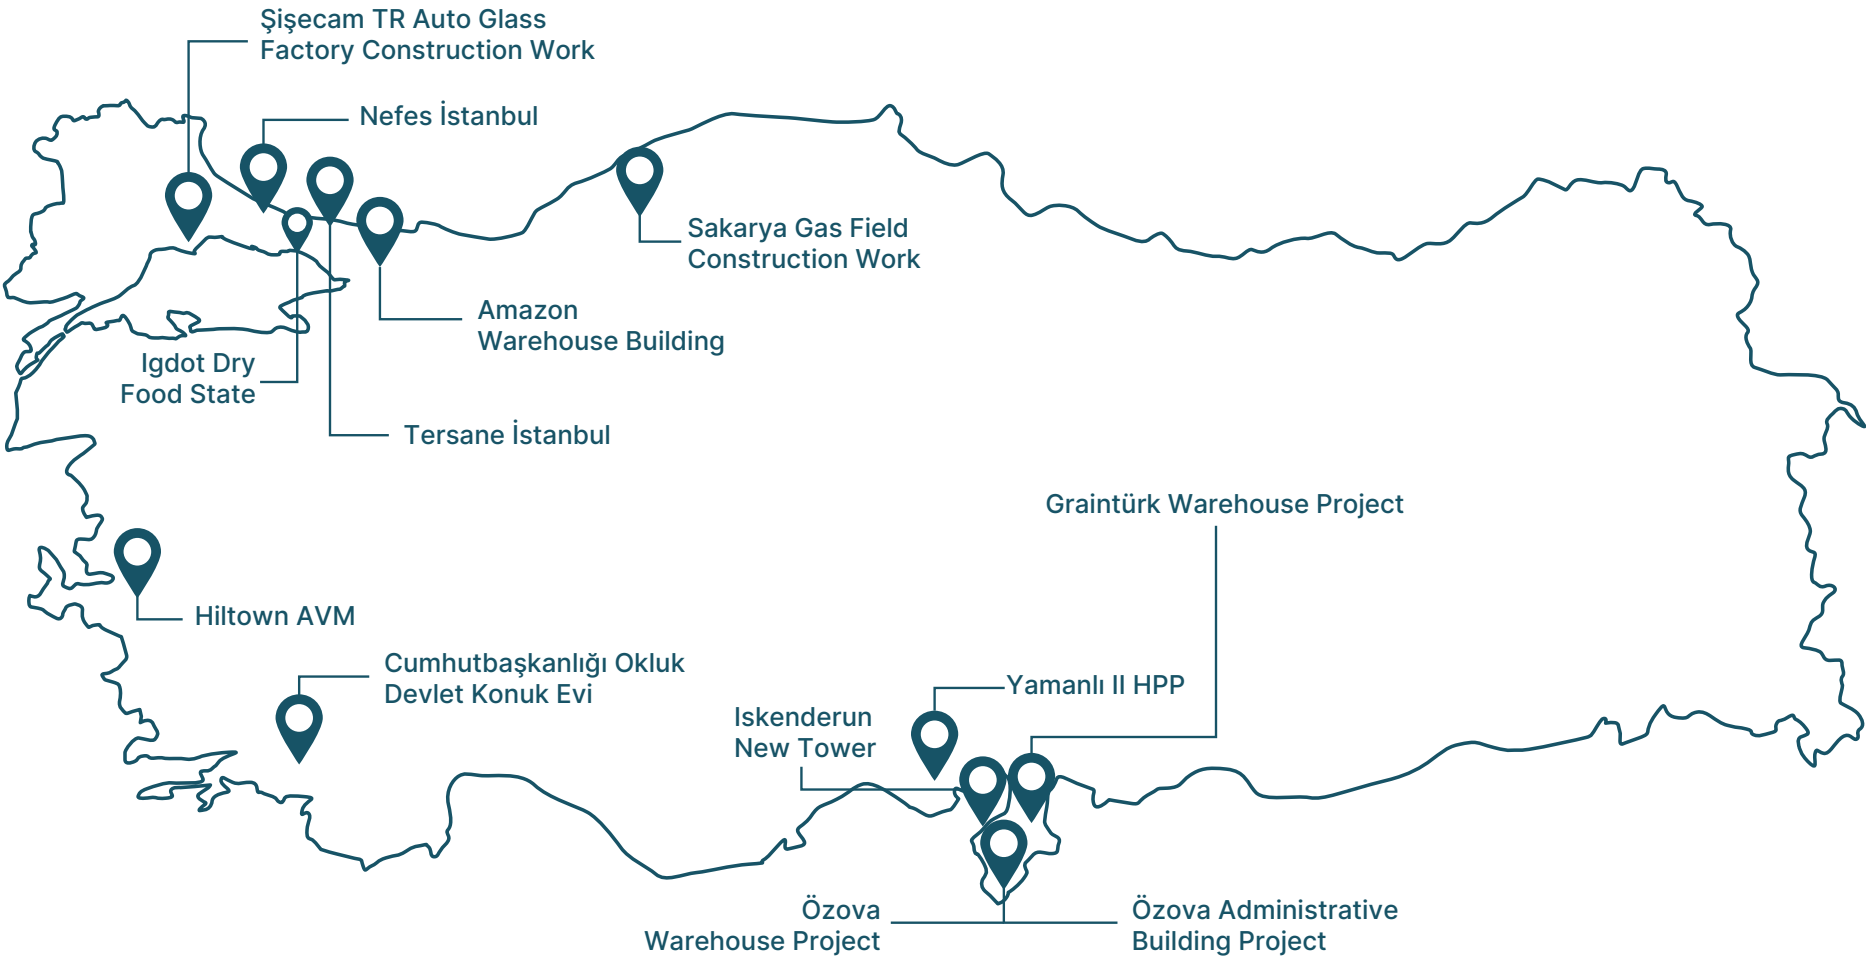 Şişecam TR Auto Glass
Factory Construction Work
Nefes İstanbul
Sakarya Gas Field
Construction Work
Amazon
Warehouse Building
Igdot Dry
Food State
Tersane İstanbul
Graintürk Warehouse Project
Hiltown AVM
Cumhutbaşkanlığı Okluk
Devlet Konuk Evi
Yamanlı II HPP
Iskenderun
New Tower
Özova
Warehouse Project
Özova Administrative
Building Project